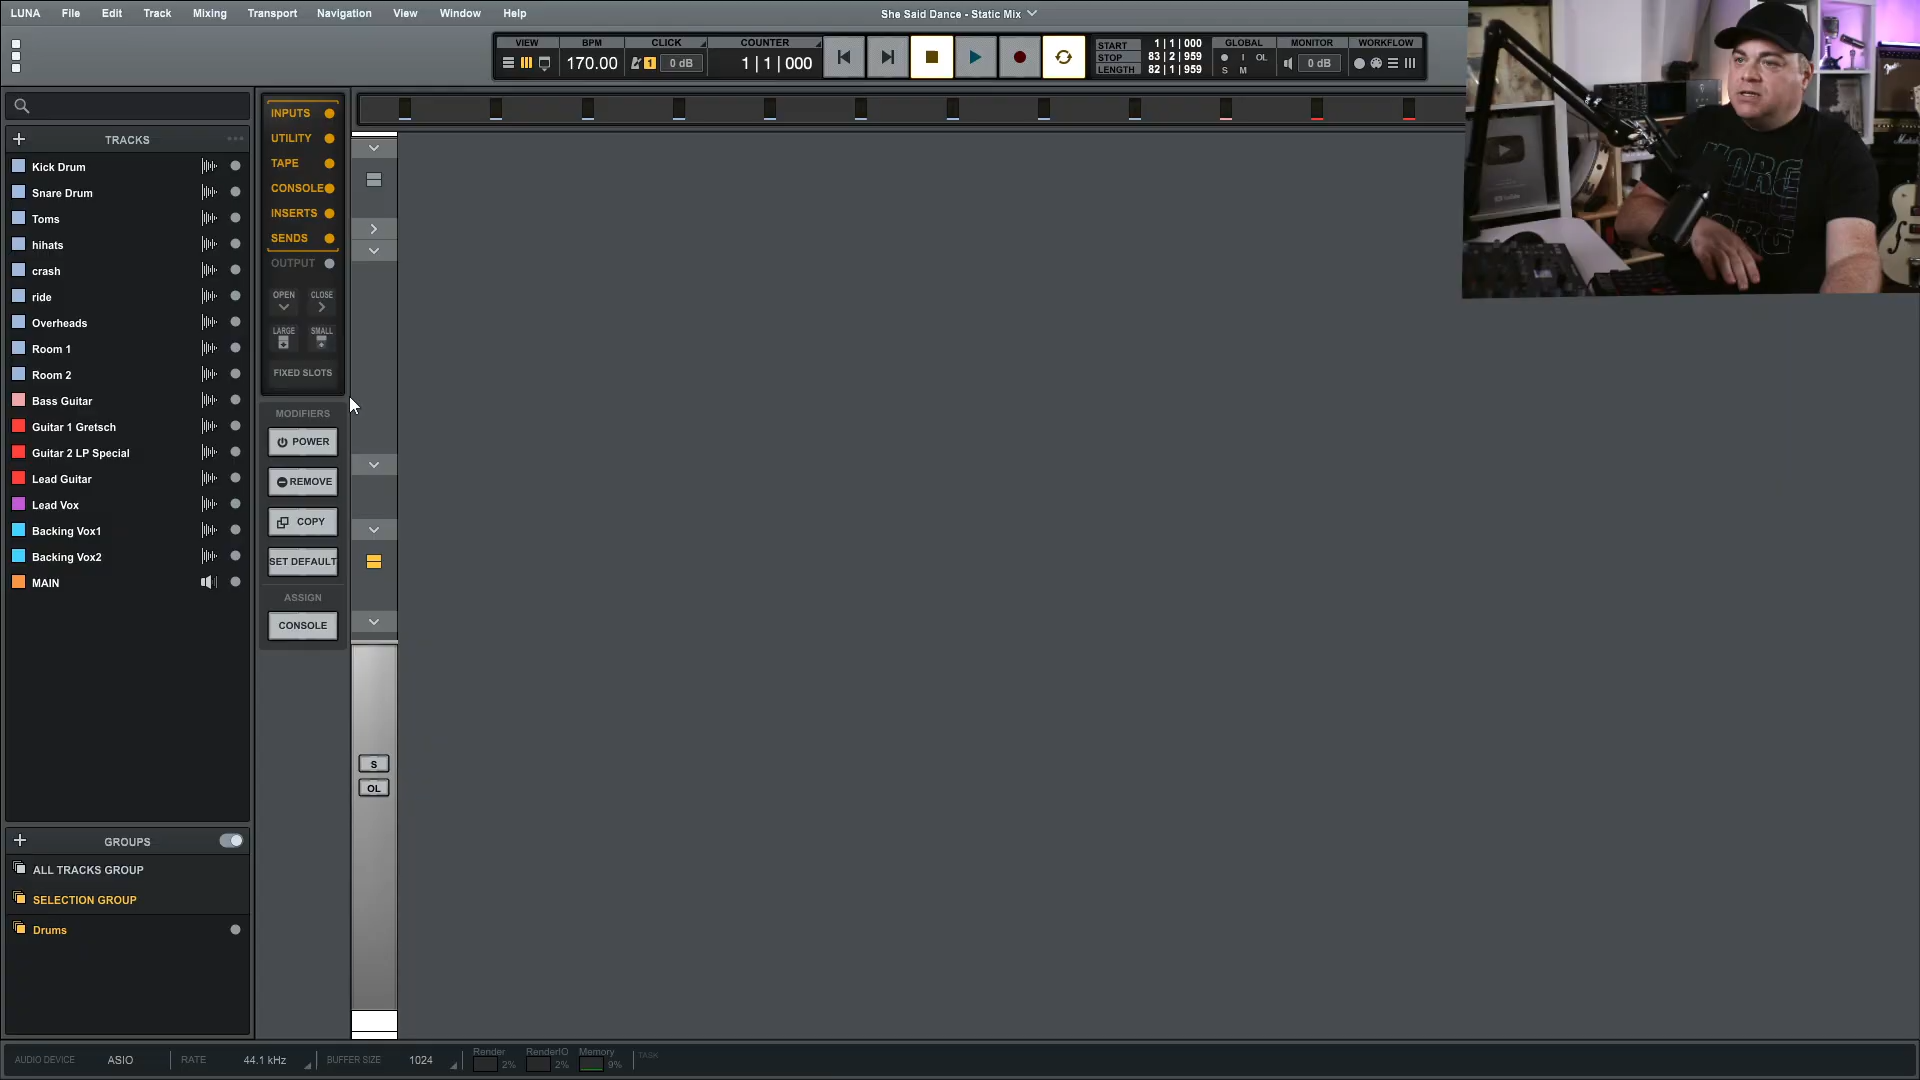 LUNA File Edit Track Mixing Transport Navigation View Window Help
She Said Dance - Static Mix
VIEW BPM CLICK COUNTER
170.00 1 0 dB 1 | 1 | 000
START 1 | 1 | 000
STOP 83 | 2 | 959
LENGTH 82 | 1 | 959
GLOBAL MONITOR WORKFLOW
I OL
S M
0 dB
TRACKS
Kick Drum
Snare Drum
Toms
hihats
crash
ride
Overheads
Room 1
Room 2
Bass Guitar
Guitar 1 Gretsch
Guitar 2 LP Special
Lead Guitar
Lead Vox
Backing Vox1
Backing Vox2
MAIN
GROUPS
ALL TRACKS GROUP
SELECTION GROUP
Drums
INPUTS
UTILITY
TAPE
CONSOLE
INSERTS
SENDS
OUTPUT
OPEN CLOSE
LARGE SMALL
FIXED SLOTS
MODIFIERS
POWER
REMOVE
COPY
SET DEFAULT
ASSIGN
CONSOLE
S
OL
KORG
AUDIO DEVICE ASIO RATE 44.1 kHz BUFFER SIZE 1024
Render 2% RenderIO 2% Memory 9% TASK